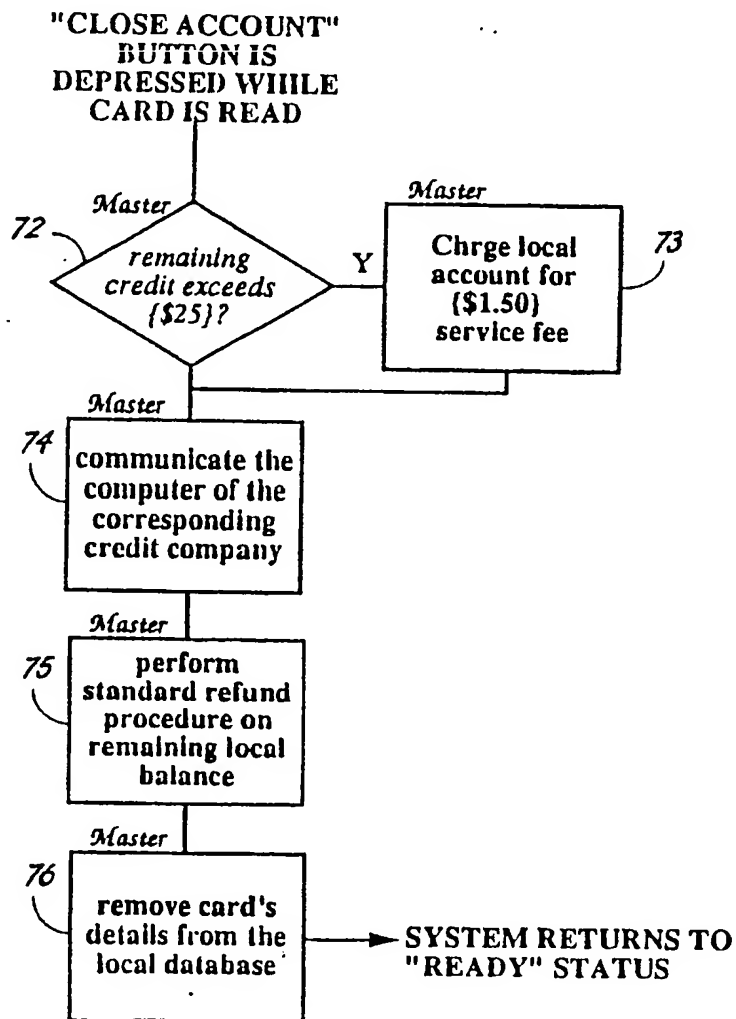 "CLOSE ACCOUNT"
BUTTON IS
DEPRESSED WHILE
CARD IS READ
Master
72
remaining
credit exceeds
{$25}?
Y
Master
73
Chrge local
account for
{$1.50}
service fee
Master
74
communicate the
computer of the
corresponding
credit company
Master
75
perform
standard refund
procedure on
remaining local
balance
Master
76
remove card's
details from the
local database
SYSTEM RETURNS TO
"READY" STATUS